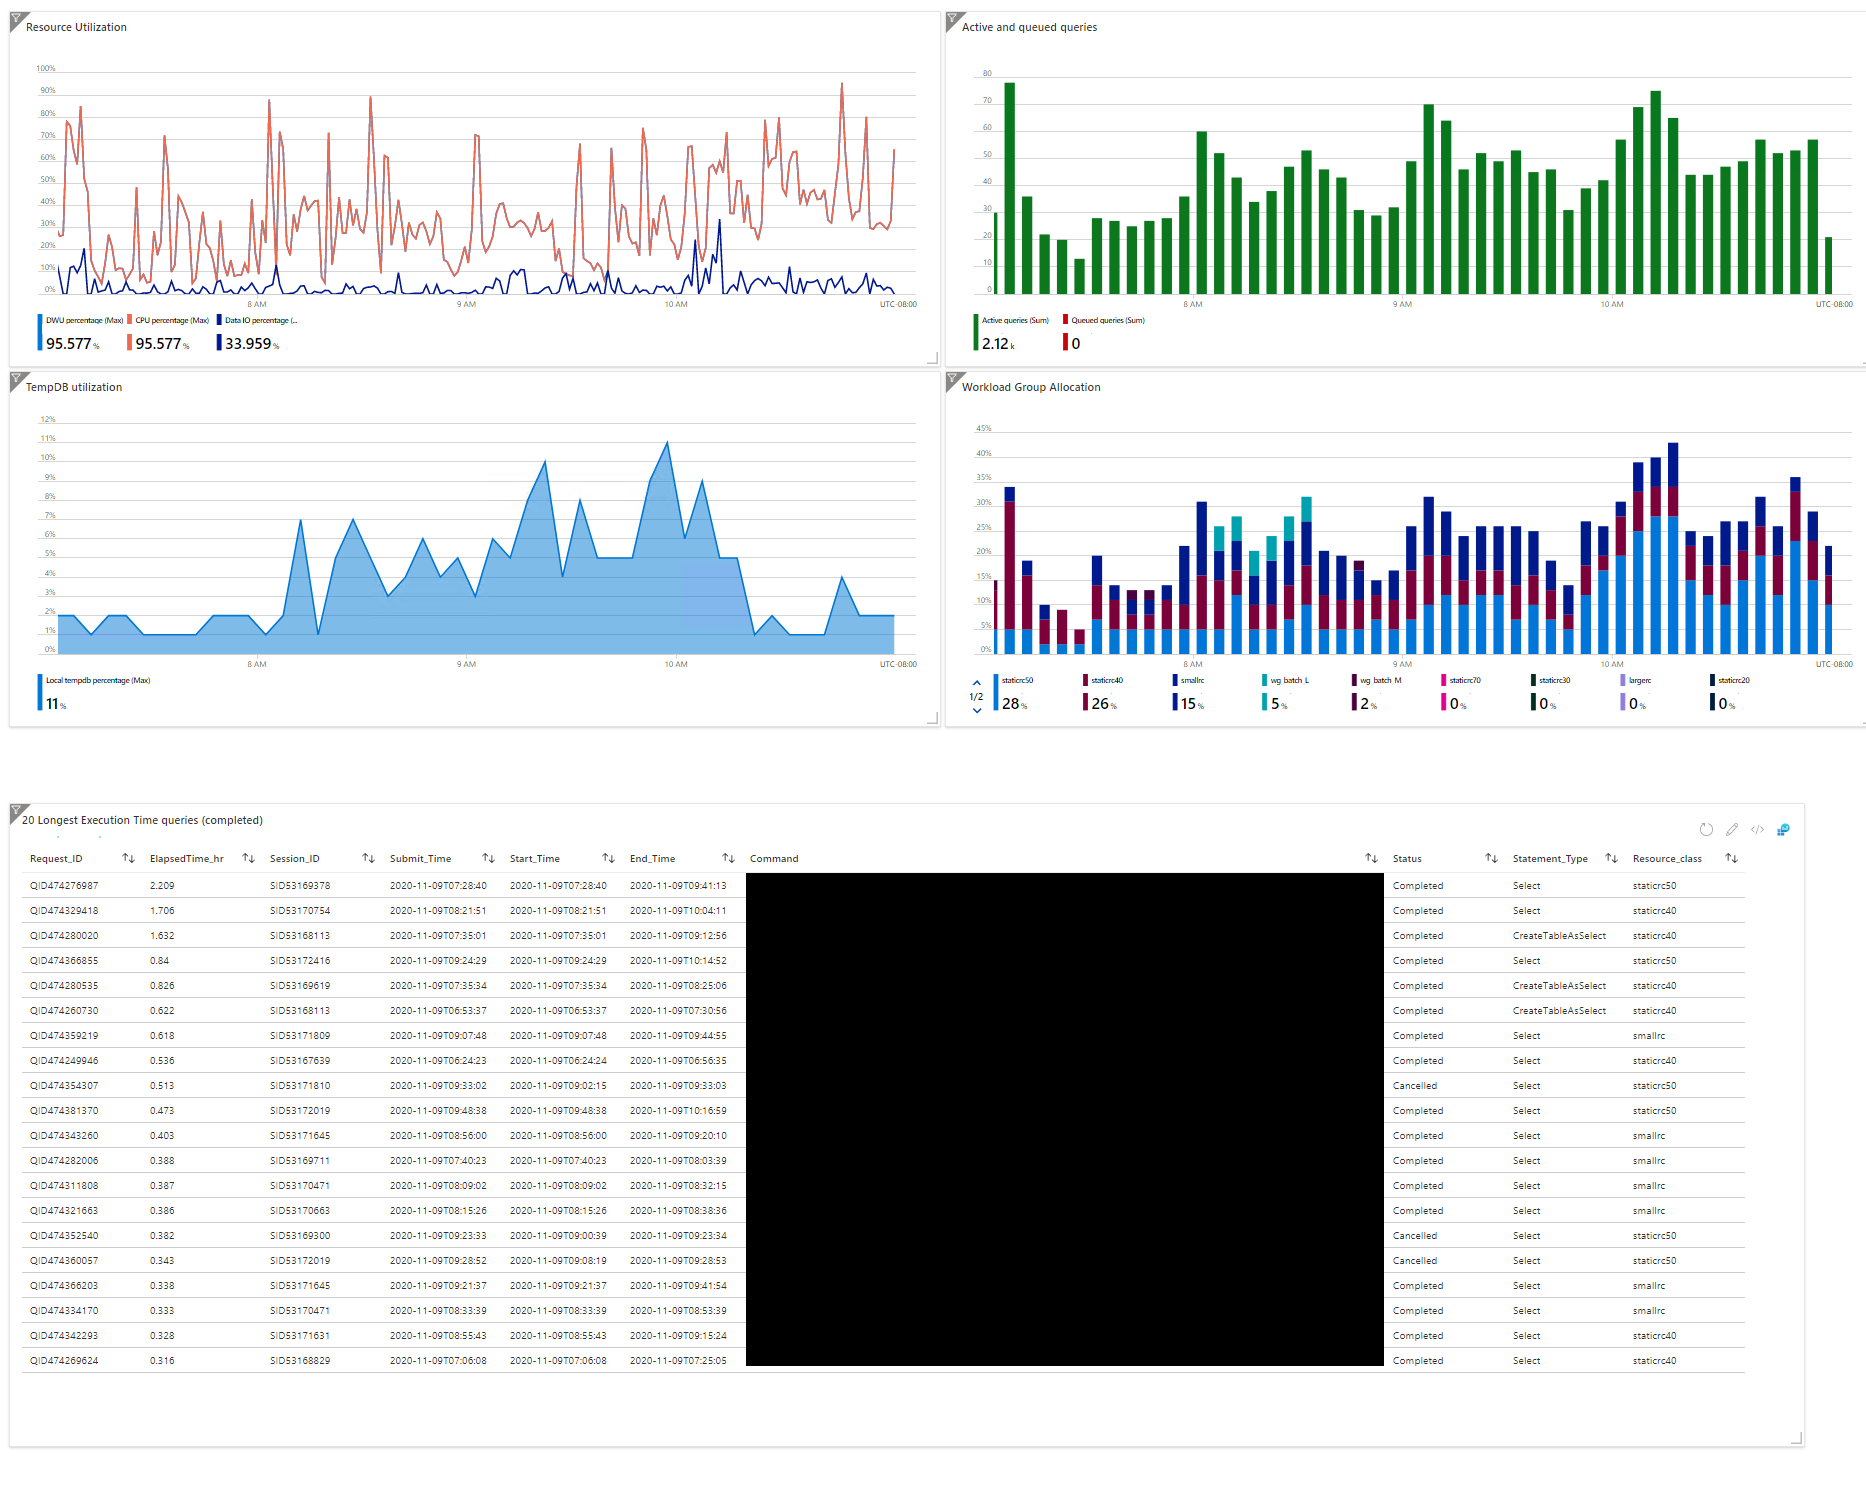 Resource Utilization
100%
90%
80%
70%
60%
50%
40%
30%
20%
10%
0%
8 AM 9 AM 10 AM UTC-08:00
DWU percentage (Max) CPU percentage (Max) Data IO percentage (...
95.577 % 95.577 % 33.959 %
Active and queued queries
80
70
60
50
40
30
20
10
0
8 AM 9 AM 10 AM UTC-08:00
Active queries (Sum) Queued queries (Sum)
2.12 k 0
TempDB utilization
12%
11%
10%
9%
8%
7%
6%
5%
4%
3%
2%
1%
0%
8 AM 9 AM 10 AM UTC-08:00
Local tempdb percentage (Max)
11 %
Workload Group Allocation
45%
40%
35%
30%
25%
20%
15%
10%
5%
0%
8 AM 9 AM 10 AM UTC-08:00
1/2
staticrc50 staticrc40 smallrc wg_batch_L wg_batch_M staticrc70 staticrc30 largerc staticrc20
28 % 26 % 15 % 5 % 2 % 0 % 0 % 0 % 0 %
20 Longest Execution Time queries (completed)
Request_ID ElapsedTime_hr Session_ID Submit_Time Start_Time End_Time Command Status Statement_Type Resource_class
QID474276987 2.209 SID53169378 2020-11-09T07:28:40 2020-11-09T07:28:40 2020-11-09T09:41:13 Completed Select staticrc50
QID474329418 1.706 SID53170754 2020-11-09T08:21:51 2020-11-09T08:21:51 2020-11-09T10:04:11 Completed Select staticrc40
QID474280020 1.632 SID53168113 2020-11-09T07:35:01 2020-11-09T07:35:01 2020-11-09T09:12:56 Completed CreateTableAsSelect staticrc40
QID474366855 0.84 SID53172416 2020-11-09T09:24:29 2020-11-09T09:24:29 2020-11-09T10:14:52 Completed Select staticrc50
QID474280535 0.826 SID53169619 2020-11-09T07:35:34 2020-11-09T07:35:34 2020-11-09T08:25:06 Completed CreateTableAsSelect staticrc40
QID474260730 0.622 SID53168113 2020-11-09T06:53:37 2020-11-09T06:53:37 2020-11-09T07:30:56 Completed CreateTableAsSelect staticrc40
QID474359219 0.618 SID53171809 2020-11-09T09:07:48 2020-11-09T09:07:48 2020-11-09T09:44:55 Completed Select smallrc
QID474249946 0.536 SID53167639 2020-11-09T06:24:23 2020-11-09T06:24:24 2020-11-09T06:56:35 Completed Select staticrc40
QID474354307 0.513 SID53171810 2020-11-09T09:33:02 2020-11-09T09:02:15 2020-11-09T09:33:03 Cancelled Select staticrc50
QID474381370 0.473 SID53172019 2020-11-09T09:48:38 2020-11-09T09:48:38 2020-11-09T10:16:59 Completed Select staticrc50
QID474343260 0.403 SID53171645 2020-11-09T08:56:00 2020-11-09T08:56:00 2020-11-09T09:20:10 Completed Select smallrc
QID474282006 0.388 SID53169711 2020-11-09T07:40:23 2020-11-09T07:40:23 2020-11-09T08:03:39 Completed Select smallrc
QID474311808 0.387 SID53170471 2020-11-09T08:09:02 2020-11-09T08:09:02 2020-11-09T08:32:15 Completed Select smallrc
QID474321663 0.386 SID53170663 2020-11-09T08:15:26 2020-11-09T08:15:26 2020-11-09T08:38:36 Completed Select smallrc
QID474352540 0.382 SID53169300 2020-11-09T09:23:33 2020-11-09T09:00:39 2020-11-09T09:23:34 Cancelled Select staticrc50
QID474360057 0.343 SID53172019 2020-11-09T09:28:52 2020-11-09T09:08:19 2020-11-09T09:28:53 Cancelled Select staticrc50
QID474366203 0.338 SID53171645 2020-11-09T09:21:37 2020-11-09T09:21:37 2020-11-09T09:41:54 Completed Select smallrc
QID474334170 0.333 SID53170471 2020-11-09T08:33:39 2020-11-09T08:33:39 2020-11-09T08:53:39 Completed Select smallrc
QID474342293 0.328 SID53171631 2020-11-09T08:55:43 2020-11-09T08:55:43 2020-11-09T09:15:24 Completed Select staticrc40
QID474269624 0.316 SID53168829 2020-11-09T07:06:08 2020-11-09T07:06:08 2020-11-09T07:25:05 Completed Select staticrc40